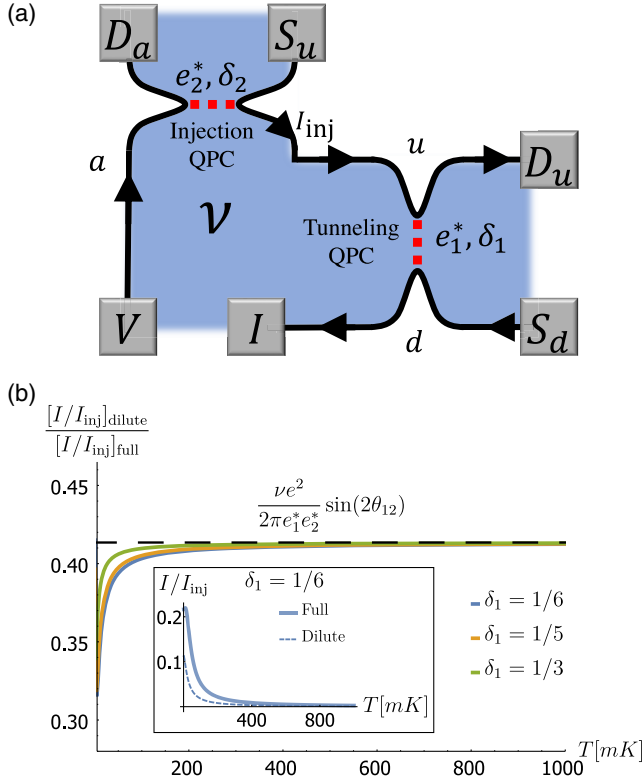 (a)
D_a
S_u
e_2^*, δ_2
Injection
QPC
I_inj
a
u
D_u
ν
Tunneling
QPC
e_1^*, δ_1
V
I
d
S_d
(b)
[I/I_inj]_dilute
[I/I_inj]_full
0.45
0.40
0.35
0.30
νe^2
2πe_1^*e_2^* sin(2θ_12)
I/I_inj
δ_1 = 1/6
Full
Dilute
0.2
0.1
400
800
T[mK]
δ_1 = 1/6
δ_1 = 1/5
δ_1 = 1/3
200
400
600
800
1000
T[mK]